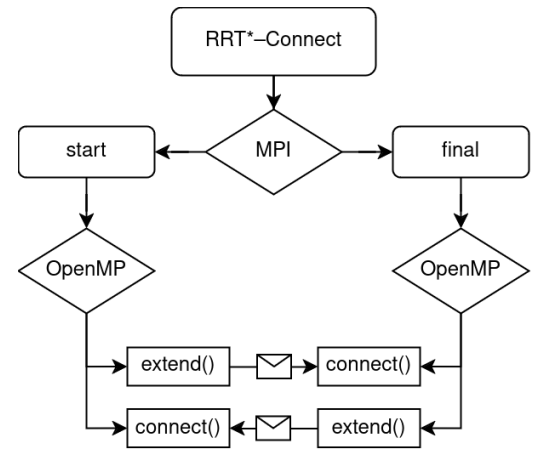 RRT*–Connect
MPI
start
final
OpenMP
OpenMP
extend()
connect()
connect()
extend()